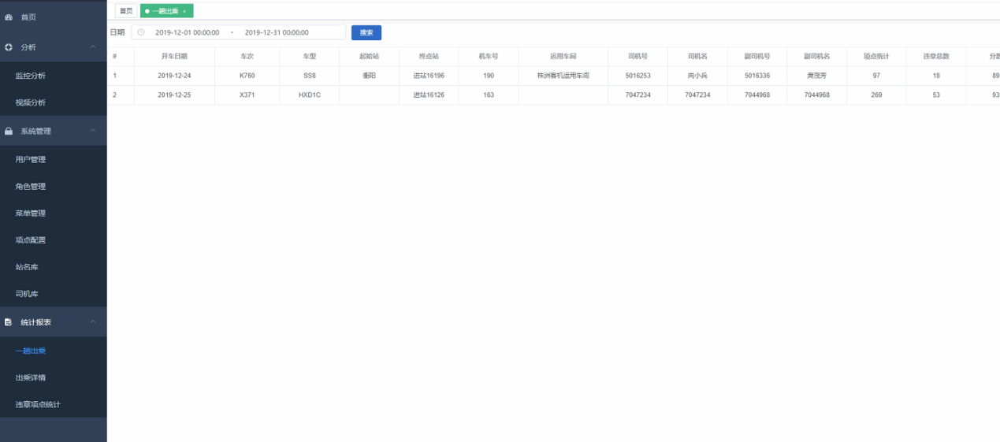 首页
分析
监控分析
视频分析
系统管理
用户管理
角色管理
菜单管理
项点配置
站名库
司机库
统计报表
一趟出乘
出乘详情
违章项点统计
首页 一趟出乘 ×
日期 2019-12-01 00:00:00 - 2019-12-31 00:00:00 搜索
# 开车日期 车次 车型 起始站 终点站 机车号 运用车间 司机号 司机名 副司机号 副司机名 项点统计 违章总数 分数
1 2019-12-24 K760 SS8 衡阳 进站16196 190 株洲客机运用车间 5016253 向小兵 5016336 庹茂芳 97 18 89
2 2019-12-25 X371 HXD1C 进站16126 163 7047234 7047234 7044968 7044968 269 53 93